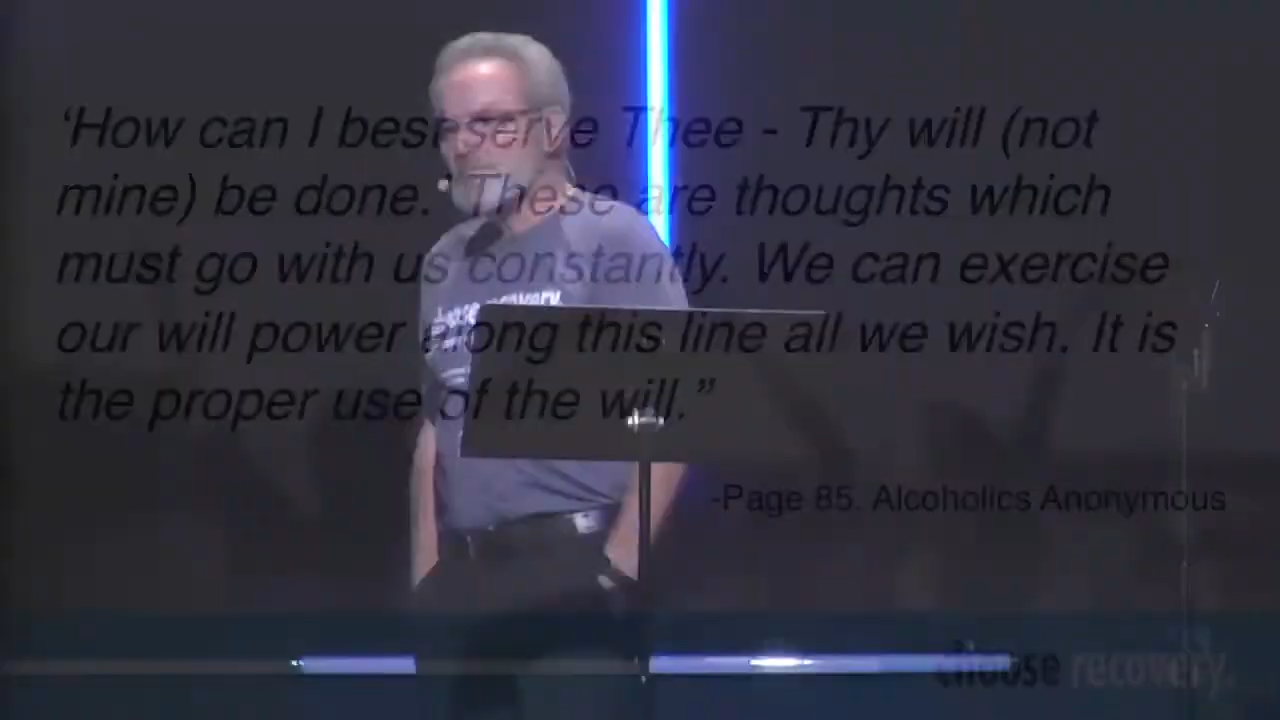 ‘How can I best serve Thee - Thy will (not
mine) be done.’ These are thoughts which
must go with us constantly. We can exercise
our will power along this line all we wish. It is
the proper use of the will.”
-Page 85. Alcoholics Anonymous
choose recovery.